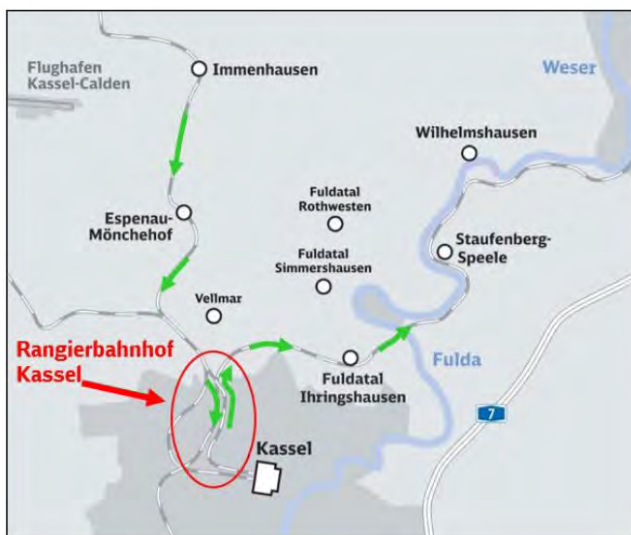 Flughafen
Kassel-Calden
Immenhausen
Weser
Wilhelmshausen
Espenau-
Mönchehof
Fuldatal
Rothwesten
Staufenberg-
Speele
Fuldatal
Simmershausen
Vellmar
Rangierbahnhof
Kassel
Fuldatal
Ihringshausen
Fulda
7
Kassel